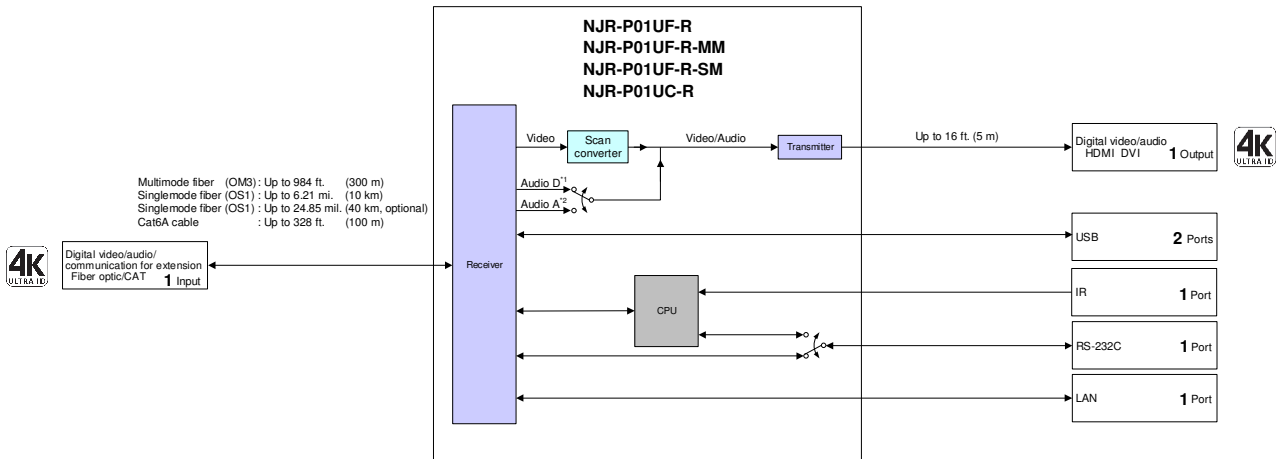 NJR-P01UF-R
NJR-P01UF-R-MM
NJR-P01UF-R-SM
NJR-P01UC-R
Video
Scan
converter
Video/Audio
Transmitter
Up to 16 ft. (5 m)
Digital video/audio
HDMI DVI 1 Output
4K
ULTRA HD
Audio D*1
Audio A*2
Multimode fiber (OM3) : Up to 984 ft. (300 m)
Singlemode fiber (OS1) : Up to 6.21 mi. (10 km)
Singlemode fiber (OS1) : Up to 24.85 mil. (40 km, optional)
Cat6A cable : Up to 328 ft. (100 m)
4K
ULTRA HD
Digital video/audio/
communication for extension
Fiber optic/CAT 1 Input
Receiver
USB 2 Ports
CPU
IR 1 Port
RS-232C 1 Port
LAN 1 Port